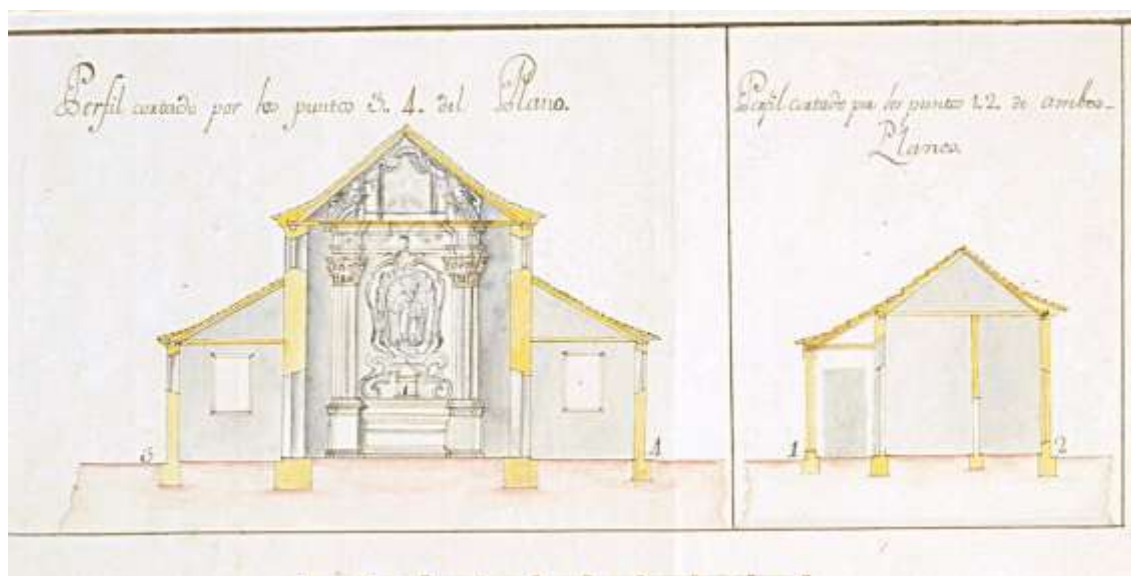 Perfil cortado por los puntos 3. 4. del Plano.
Perfil cortado por los puntos 1.2. de ambos
Planos.
3
4
1
2